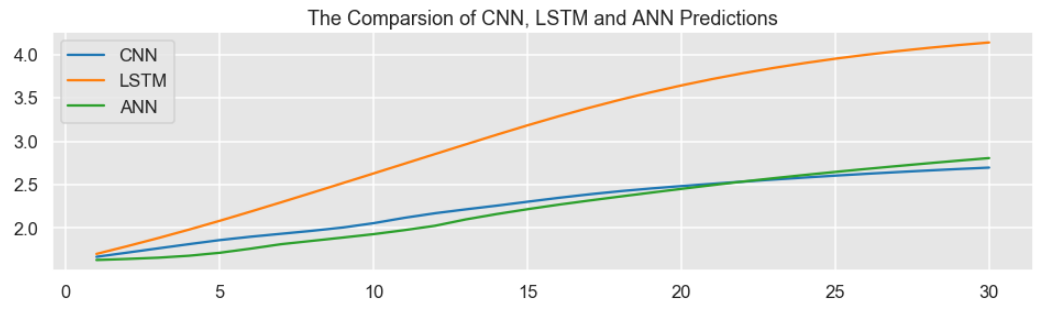 The Comparsion of CNN, LSTM and ANN Predictions
CNN
LSTM
ANN
4.0
3.5
3.0
2.5
2.0
0 5 10 15 20 25 30